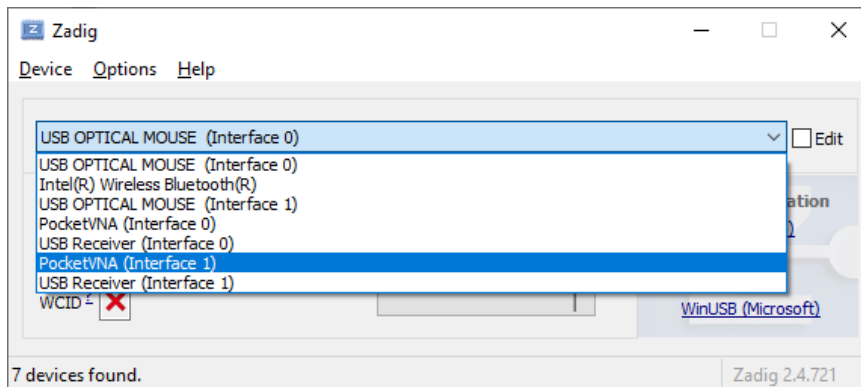 Zadig
Device Options Help
USB OPTICAL MOUSE (Interface 0)
Edit
USB OPTICAL MOUSE (Interface 0)
Intel(R) Wireless Bluetooth(R)
USB OPTICAL MOUSE (Interface 1)
PocketVNA (Interface 0)
USB Receiver (Interface 0)
PocketVNA (Interface 1)
USB Receiver (Interface 1)
WCID ?
WinUSB (Microsoft)
7 devices found.
Zadig 2.4.721